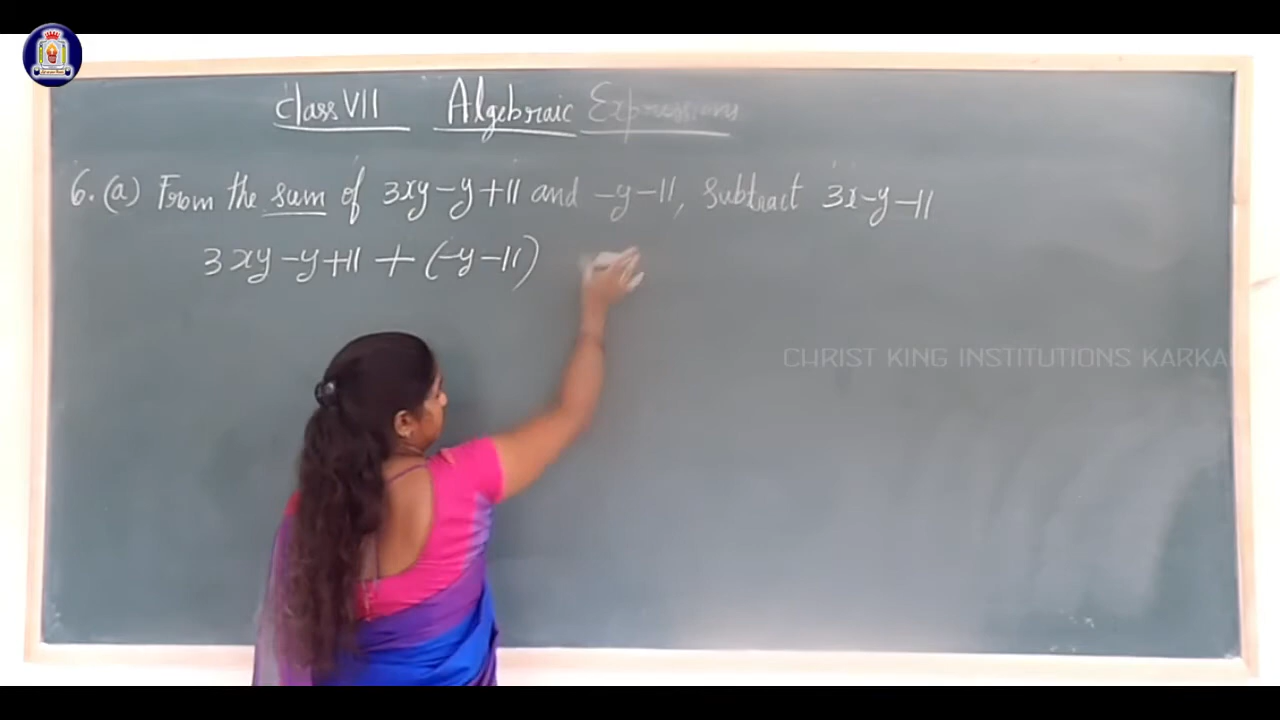 Class VII Algebraic Expressions
6. (a) From the sum of 3xy-y+11 and -y-11, subtract 3x-y-11
3xy-y+11 + (-y-11)
CHRIST KING INSTITUTIONS KARKA